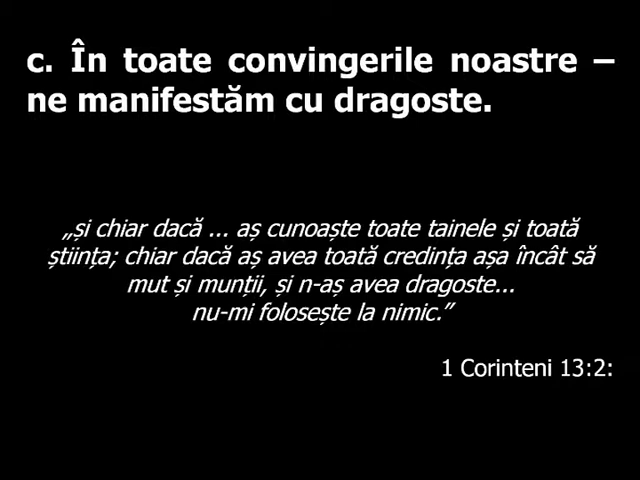 c. În toate convingerile noastre –
ne manifestăm cu dragoste.
„și chiar dacă ... aș cunoaște toate tainele și toată
știința; chiar dacă aș avea toată credința așa încât să
mut și munții, și n-aș avea dragoste...
nu-mi folosește la nimic.”
1 Corinteni 13:2: